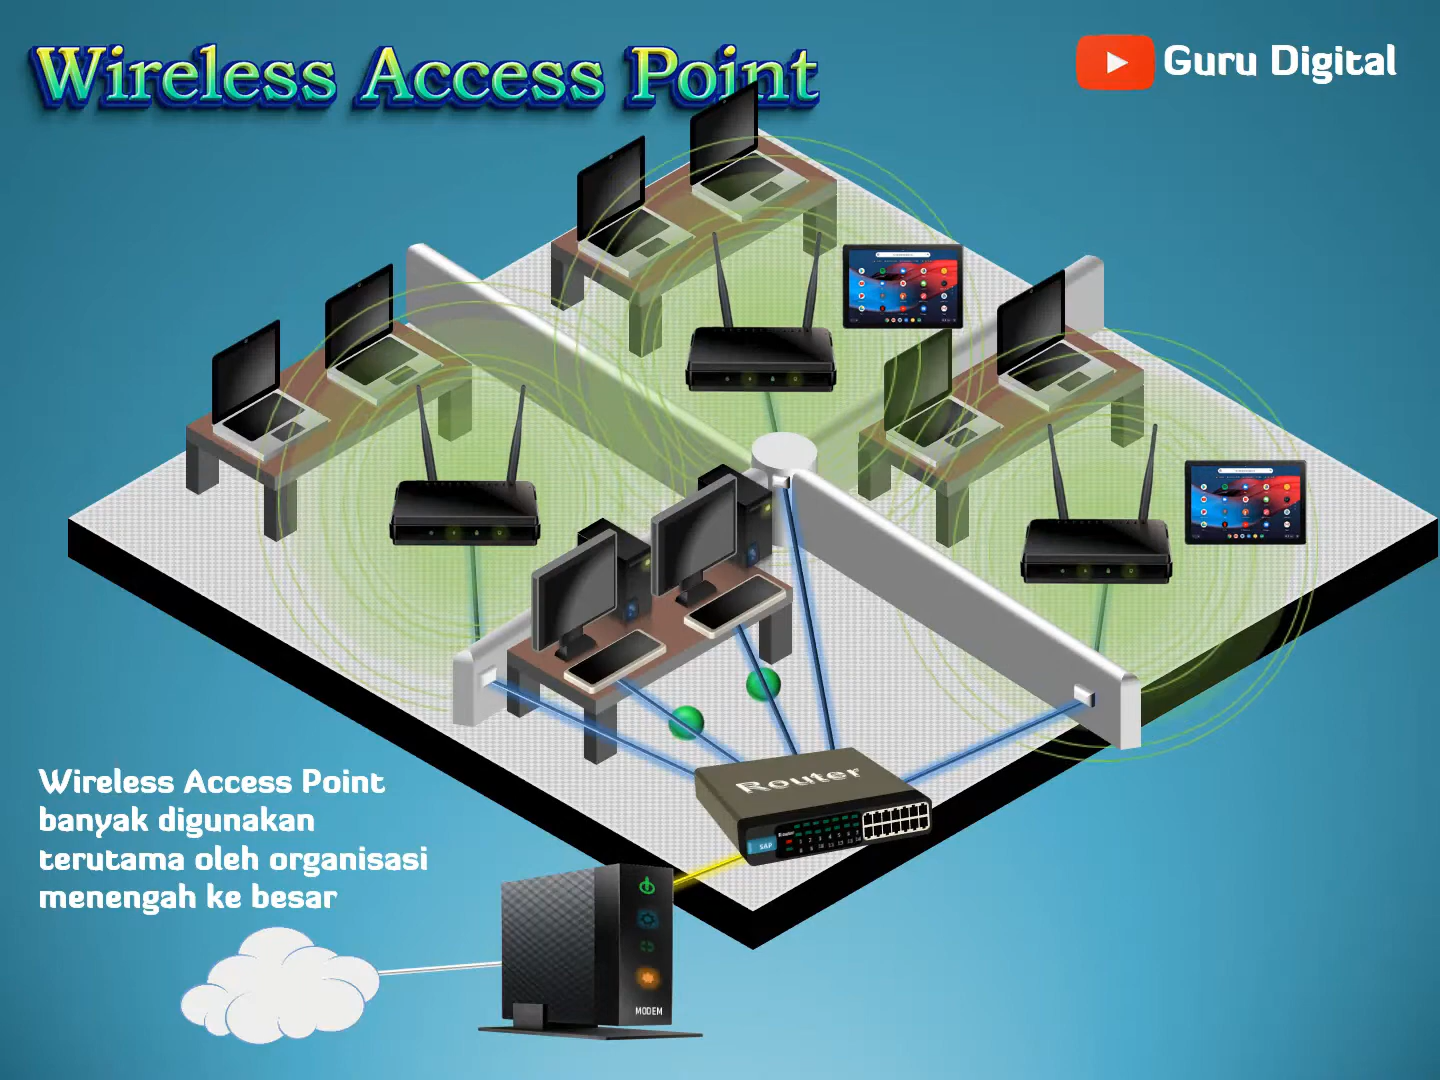 Wireless Access Point
Guru Digital
Router
S&P
Wireless Access Point
banyak digunakan
terutama oleh organisasi
menengah ke besar
MODEM